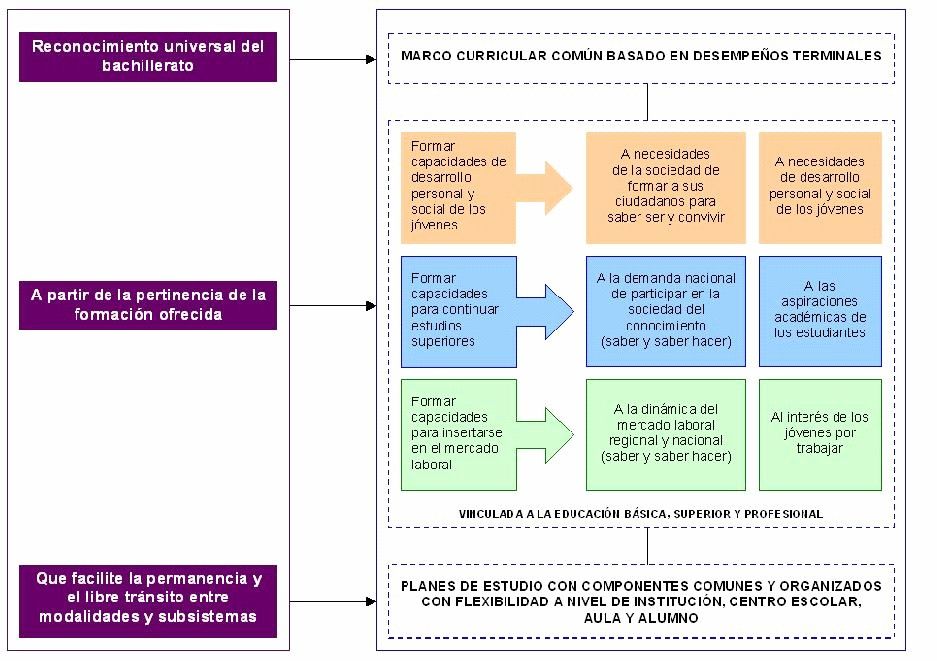 Reconocimiento universal del
bachillerato
MARCO CURRICULAR COMÚN BASADO EN DESEMPEÑOS TERMINALES
A partir de la pertinencia de la
formación ofrecida
Formar
capacidades de
desarrollo
personal y
social de los
jóvenes
A necesidades
de la sociedad de
formar a sus
ciudadanos para
saber ser y convivir
A necesidades
de desarrollo
personal y social
de los jóvenes
Formar
capacidades
para continuar
estudios
superiores
A la demanda nacional
de participar en la
sociedad del
conocimiento
(saber y saber hacer)
A las
aspiraciones
académicas de
los estudiantes
Formar
capacidades
para insertarse
en el mercado
laboral
A la dinámica del
mercado laboral
regional y nacional
(saber y saber hacer)
Al interés de los
jóvenes por
trabajar
VINCULADA A LA EDUCACIÓN BÁSICA, SUPERIOR Y PROFESIONAL
Que facilite la permanencia y
el libre tránsito entre
modalidades y subsistemas
PLANES DE ESTUDIO CON COMPONENTES COMUNES Y ORGANIZADOS
CON FLEXIBILIDAD A NIVEL DE INSTITUCIÓN, CENTRO ESCOLAR,
AULA Y ALUMNO